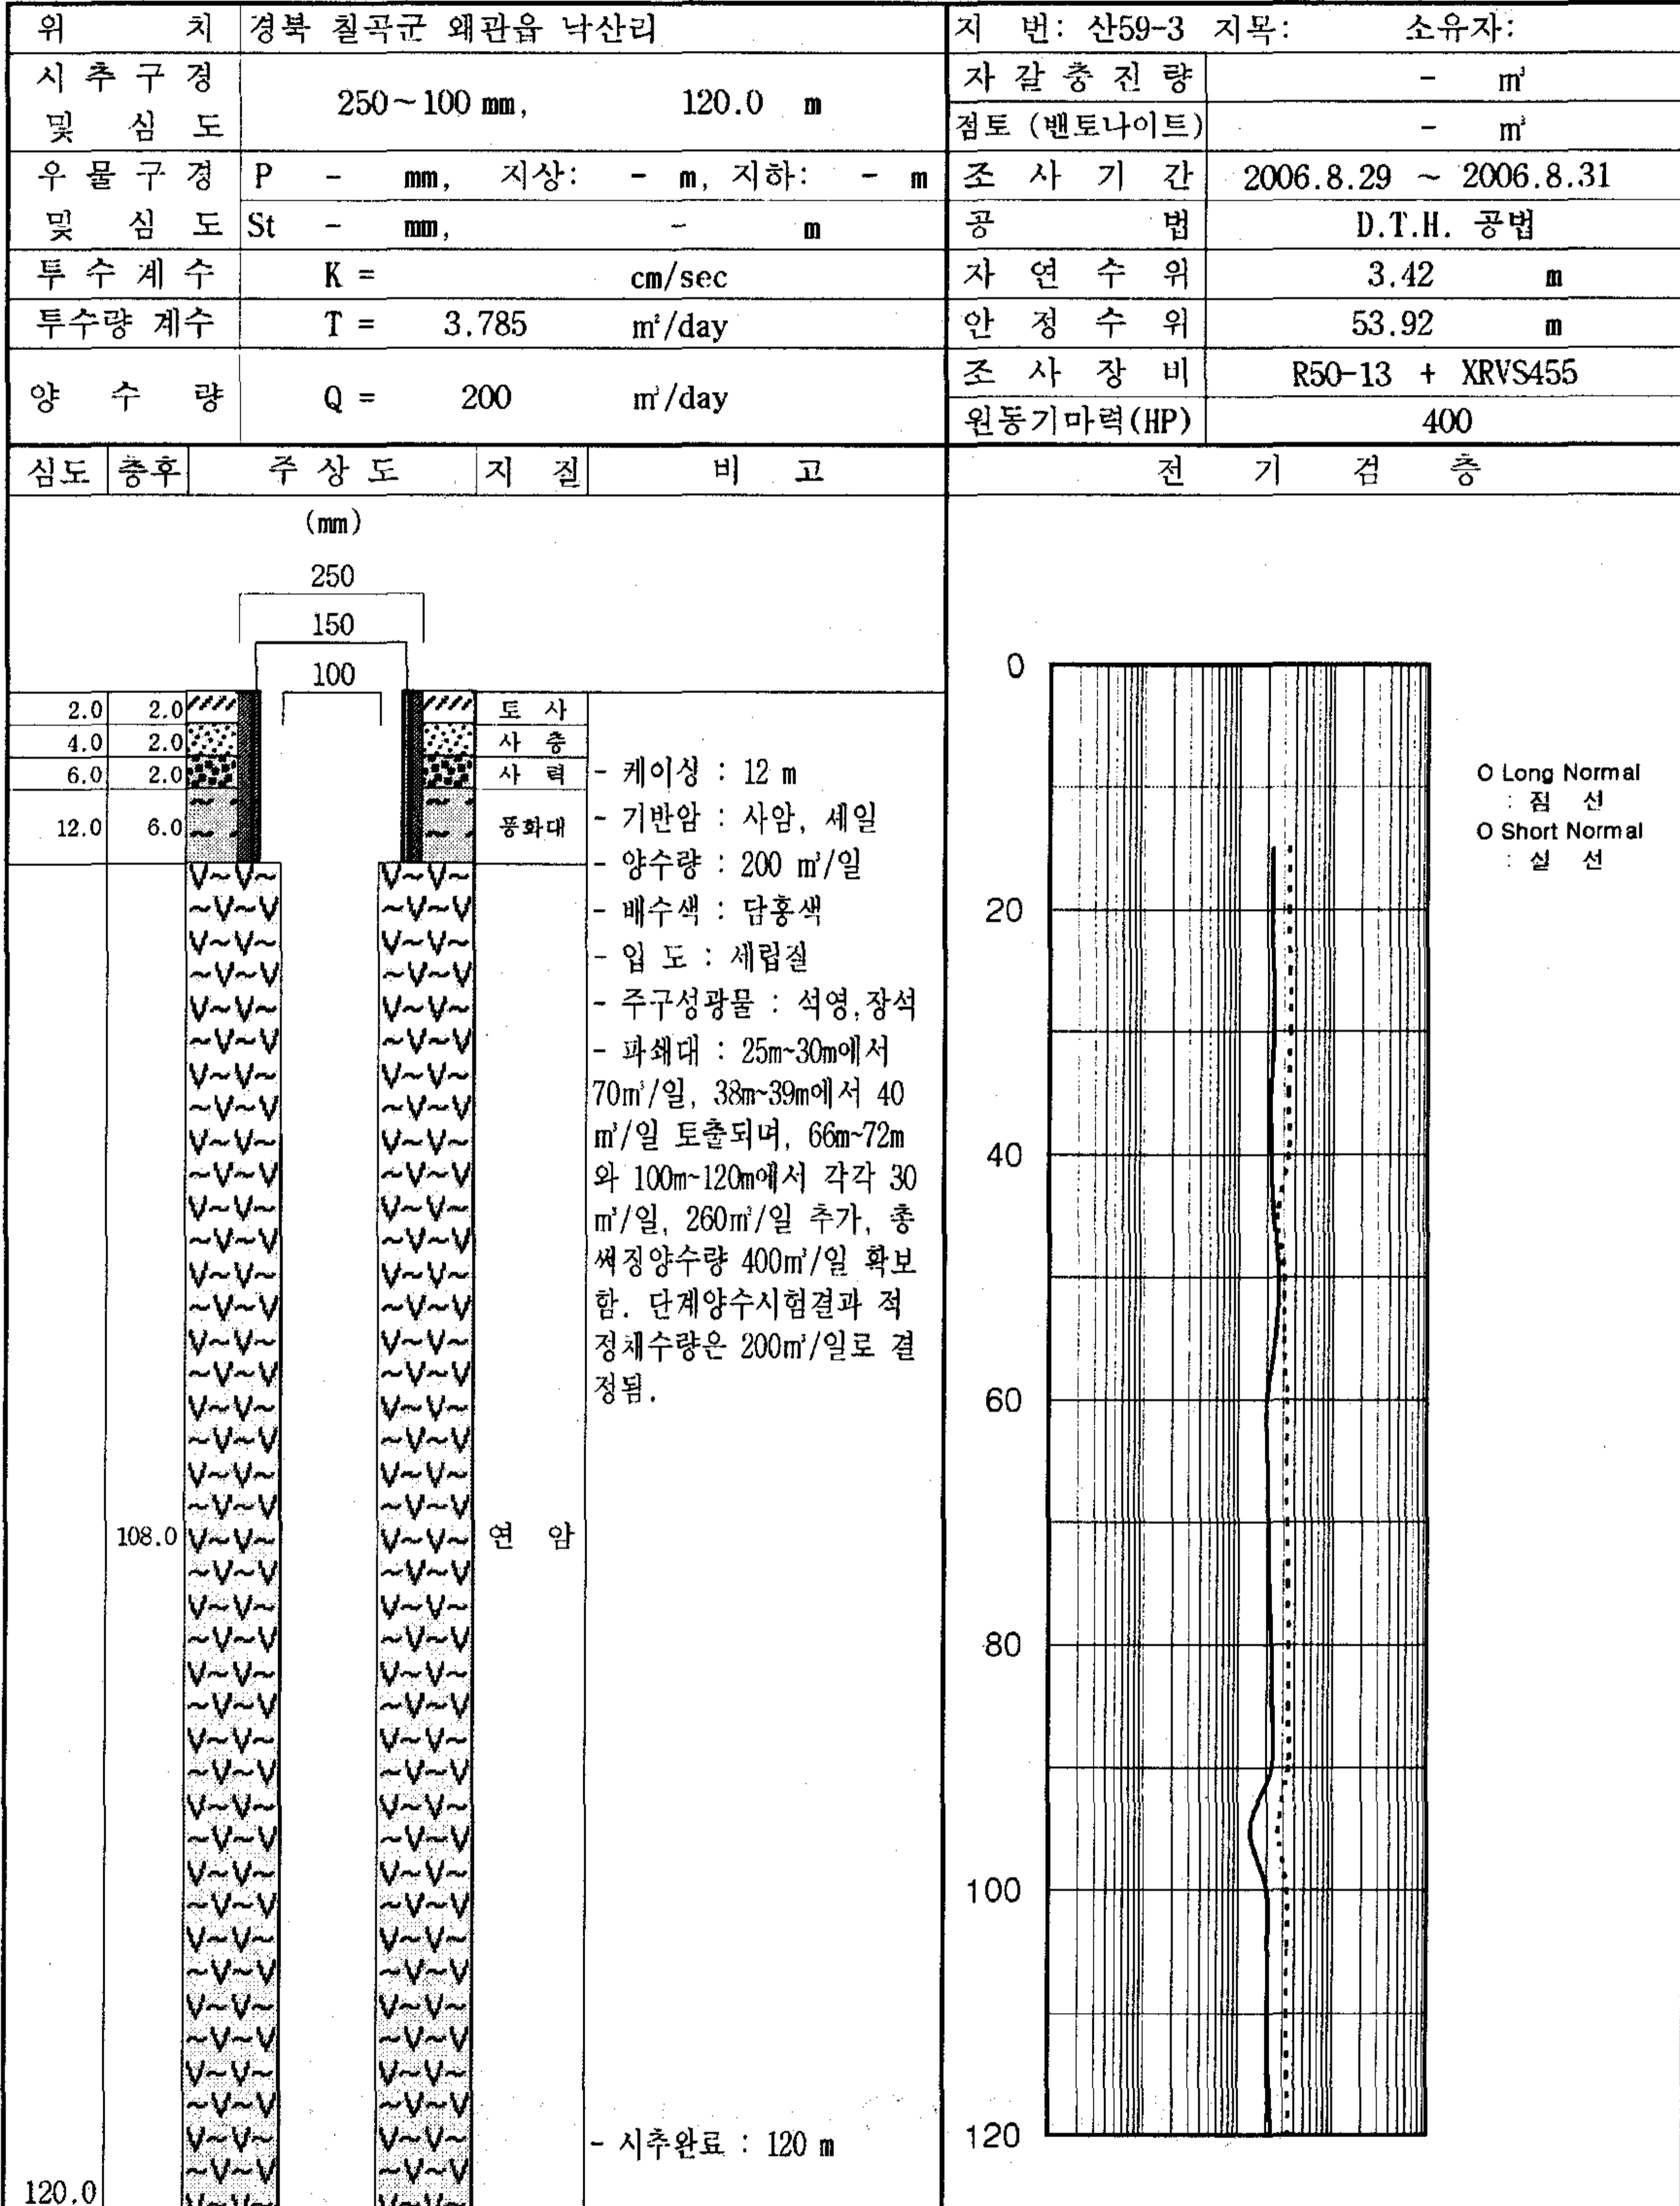 위 치 경북 칠곡군 왜관읍 낙산리
지 번: 산59-3 지목: 소유자:
시 추 구 경 및 심 도 250~100 mm, 120.0 m
자 갈 충 진 량 - ㎥
점토 (벤토나이트) - ㎥
우 물 구 경 및 심 도 P - mm, 지상: - m, 지하: - m
St - mm, - m
조 사 기 간 2006.8.29 ~ 2006.8.31
공 법 D.T.H. 공법
투 수 계 수 K = cm/sec
자 연 수 위 3.42 m
투수량 계수 T = 3.785 ㎡/day
안 정 수 위 53.92 m
양 수 량 Q = 200 ㎥/day
조 사 장 비 R50-13 + XRVS455
원동기마력(HP) 400
심도 층후 주 상 도 지 질 비 고
전 기 검 층
(mm)
250
150
100
2.0 2.0 토 사
4.0 2.0 사 층
6.0 2.0 사 력
12.0 6.0 풍화대
108.0 연 암
120.0
- 케이싱 : 12 m
- 기반암 : 사암, 세일
- 양수량 : 200 ㎥/일
- 배수색 : 담홍색
- 입 도 : 세립질
- 주구성광물 : 석영,장석
- 파쇄대 : 25m~30m에서
70㎥/일, 38m~39m에서 40
㎥/일 토출되며, 66m~72m
와 100m~120m에서 각각 30
㎥/일, 260㎥/일 추가, 총
써징양수량 400㎥/일 확보
함. 단계양수시험결과 적
정채수량은 200㎥/일로 결
정됨.
- 시추완료 : 120 m
0
20
40
60
80
100
120
O Long Normal
: 점 선
O Short Normal
: 실 선